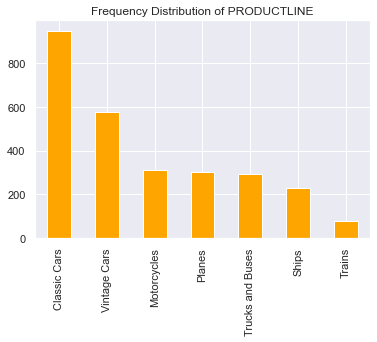 Frequency Distribution of PRODUCTLINE
800
600
400
200
0
Classic Cars
Vintage Cars
Motorcycles
Planes
Trucks and Buses
Ships
Trains